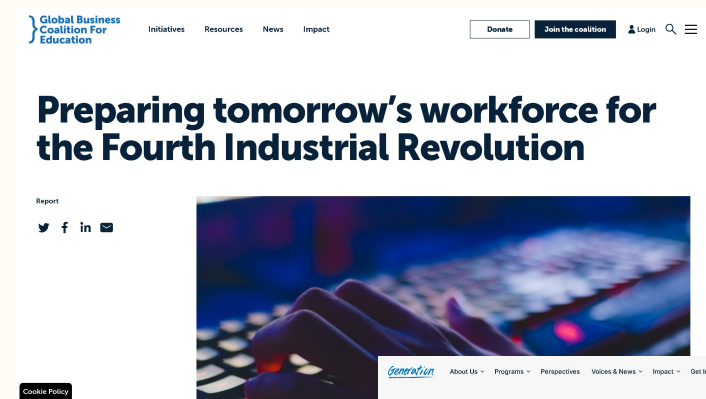 Global Business
Coalition For
Education
Initiatives Resources News Impact
Donate Join the coalition Login
Preparing tomorrow's workforce for
the Fourth Industrial Revolution
Report
Generation About Us Programs Perspectives Voices & News Impact Get
Cookie Policy